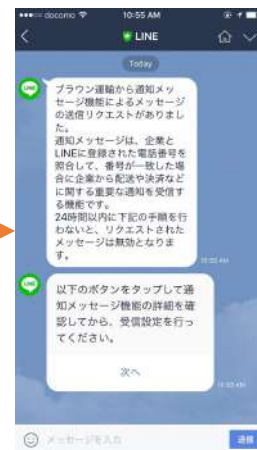 docomo
10:55 AM
LINE
Today
ブラウン運輸から通知メッ
セージ機能によるメッセージ
の送信リクエストがありまし
た。
通知メッセージは、企業と
LINEに登録された電話番号を
照合して、番号が一致した場
合に企業から配送や決済など
に関する重要な通知を受信す
る機能です。
24時間以内に下記の手順を行
わないと、リクエストされた
メッセージは無効となりま
す。
10:55 AM
以下のボタンをタップして通
知メッセージ機能の詳細を確
認してから、受信設定を行っ
てください。
次へ
10:55 AM
メッセージを入力
送信